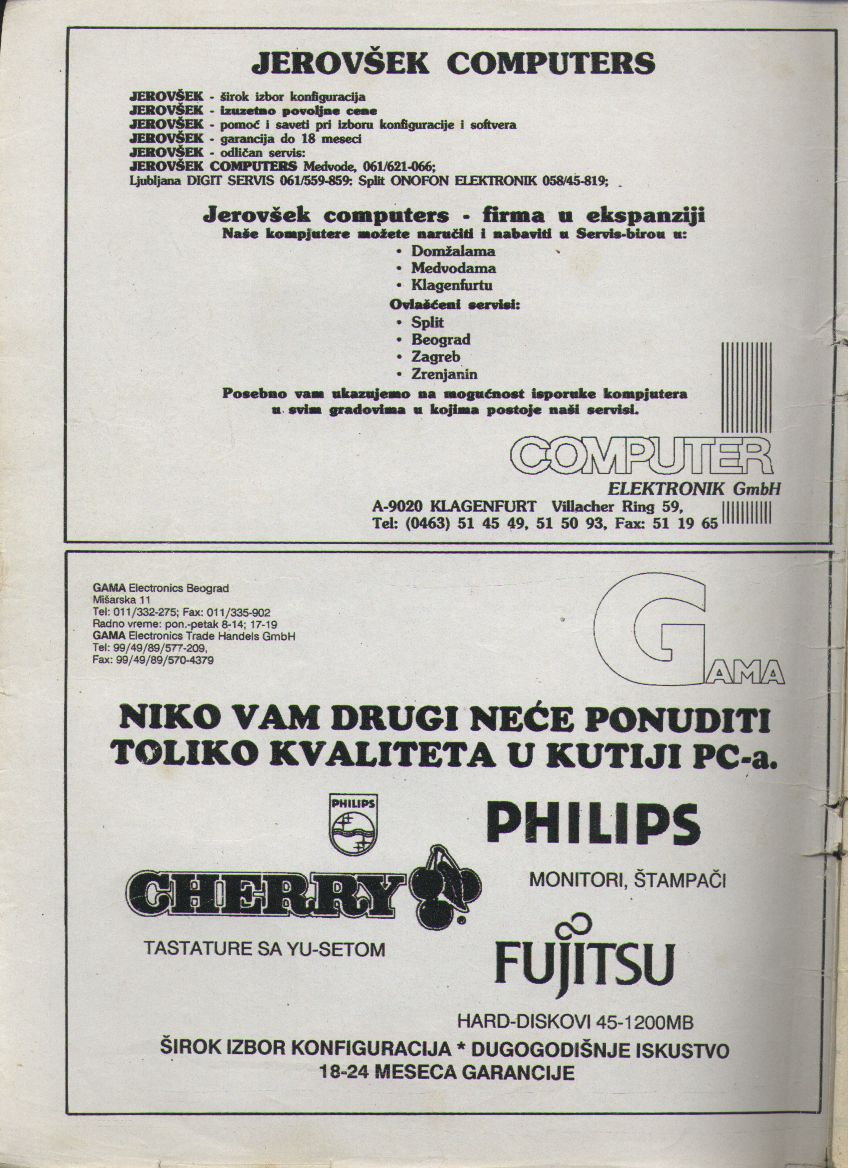 JEROVŠEK COMPUTERS
JEROVŠEK - širok izbor konfiguracija
JEROVŠEK - izuzetno povoljne cene
JEROVŠEK - pomoć i saveti pri izboru konfiguracije i softvera
JEROVŠEK - garancija do 18 meseci
JEROVŠEK - odličan servis:
JEROVŠEK COMPUTERS Medvode, 061/621-066;
Ljubljana DIGIT SERVIS 061/559-859; Split ONOFON ELEKTRONIK 058/45-819;
Jerovšek computers - firma u ekspanziji
Naše kompjutere možete naručiti i nabaviti u Servis-birou u:
• Domžalama
• Medvodama
• Klagenfurtu
Ovlašćeni servisi:
• Split
• Beograd
• Zagreb
• Zrenjanin
Posebno vam ukazujemo na mogućnost isporuke kompjutera
u svim gradovima u kojima postoje naši servisi.
COMPUTER
ELEKTRONIK GmbH
A-9020 KLAGENFURT Villacher Ring 59,
Tel: (0463) 51 45 49, 51 50 93, Fax: 51 19 65
GAMA Electronics Beograd
Mišarska 11
Tel: 011/332-275; Fax: 011/335-902
Radno vreme: pon.-petak 8-14; 17-19
GAMA Electronics Trade Handels GmbH
Tel: 99/49/89/577-209,
Fax: 99/49/89/570-4379
GAMA
NIKO VAM DRUGI NEĆE PONUDITI
TOLIKO KVALITETA U KUTIJI PC-a.
PHILIPS
PHILIPS
MONITORI, ŠTAMPAČI
CHERRY
TASTATURE SA YU-SETOM
FUJITSU
HARD-DISKOVI 45-1200MB
ŠIROK IZBOR KONFIGURACIJA * DUGOGODIŠNJE ISKUSTVO
18-24 MESECA GARANCIJE